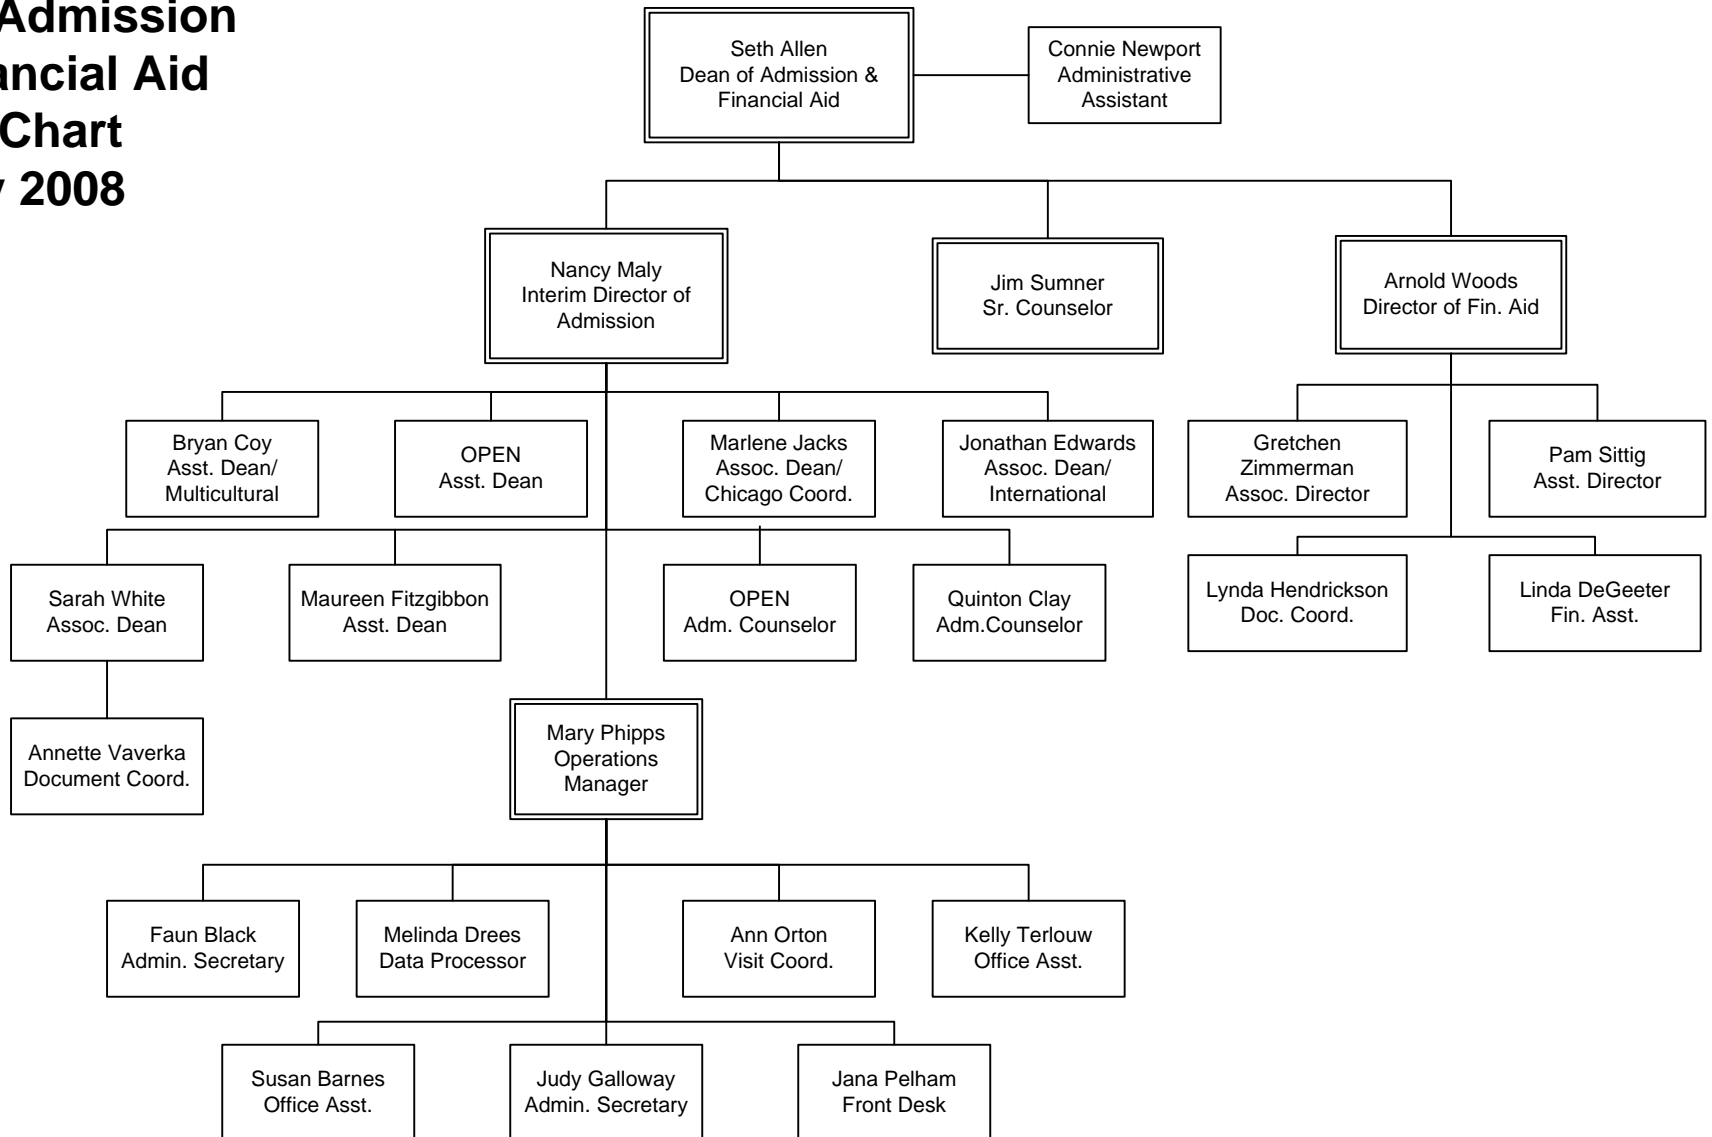 Admission
ancial Aid
Chart
2008
Seth Allen
Dean of Admission &
Financial Aid
Connie Newport
Administrative
Assistant
Nancy Maly
Interim Director of
Admission
Jim Sumner
Sr. Counselor
Arnold Woods
Director of Fin. Aid
Bryan Coy
Asst. Dean/
Multicultural
OPEN
Asst. Dean
Marlene Jacks
Assoc. Dean/
Chicago Coord.
Jonathan Edwards
Assoc. Dean/
International
Gretchen
Zimmerman
Assoc. Director
Pam Sittig
Asst. Director
Sarah White
Assoc. Dean
Maureen Fitzgibbon
Asst. Dean
OPEN
Adm. Counselor
Quinton Clay
Adm.Counselor
Lynda Hendrickson
Doc. Coord.
Linda DeGeeter
Fin. Asst.
Annette Vaverka
Document Coord.
Mary Phipps
Operations
Manager
Faun Black
Admin. Secretary
Melinda Drees
Data Processor
Ann Orton
Visit Coord.
Kelly Terlouw
Office Asst.
Susan Barnes
Office Asst.
Judy Galloway
Admin. Secretary
Jana Pelham
Front Desk